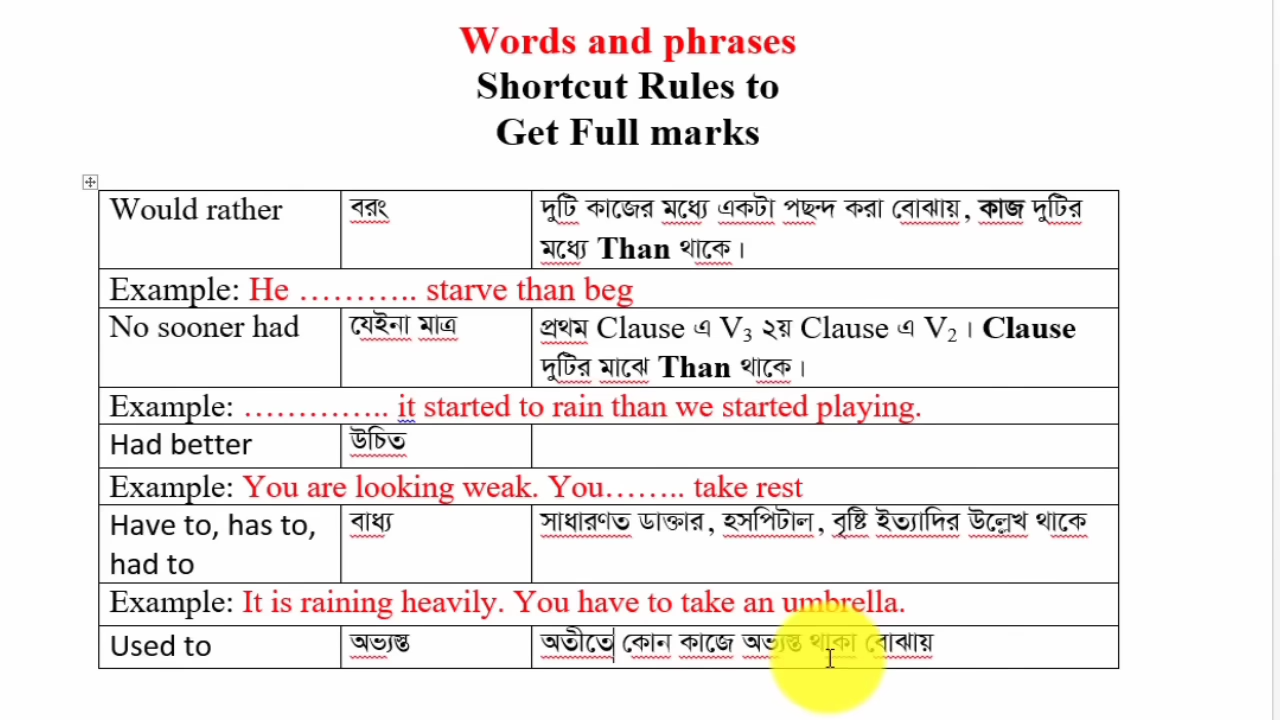 Words and phrases
Shortcut Rules to
Get Full marks
Would rather বরং দুটি কাজের মধ্যে একটা পছন্দ করা বোঝায়, কাজ দুটির
মধ্যে Than থাকে।
Example: He ……….. starve than beg
No sooner had যেইনা মাত্র প্রথম Clause এ V3 ২য় Clause এ V2। Clause
দুটির মাঝে Than থাকে।
Example: ………….. it started to rain than we started playing.
Had better উচিত
Example: You are looking weak. You…….. take rest
Have to, has to, বাধ্য সাধারণত ডাক্তার, হসপিটাল, বৃষ্টি ইত্যাদির উল্লেখ থাকে
had to
Example: It is raining heavily. You have to take an umbrella.
Used to অভ্যস্ত অতীতে কোন কাজে অভ্যস্ত থাকা বোঝায়